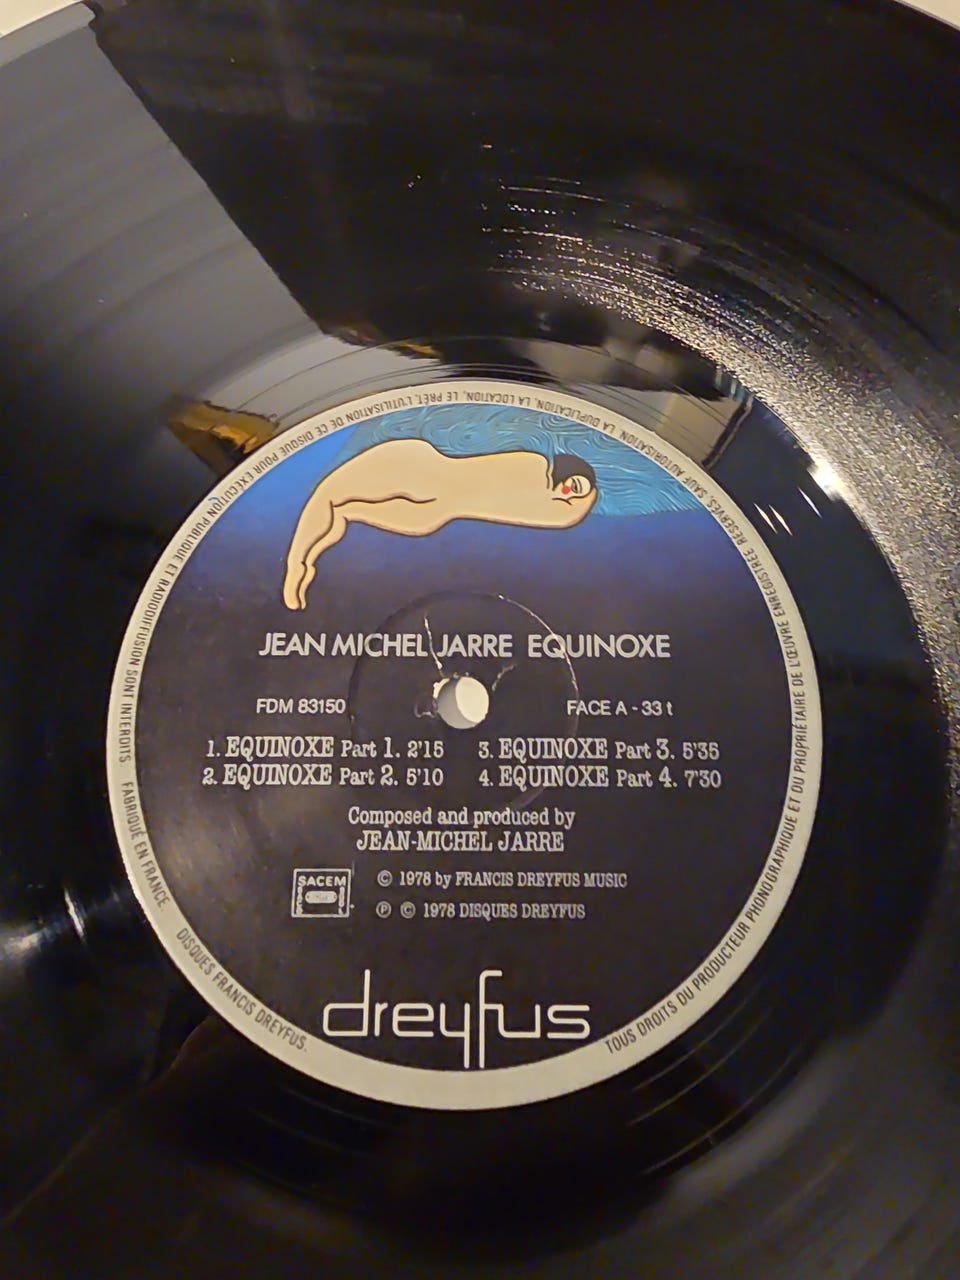 JEAN MICHEL JARRE EQUINOXE
FDM 83150
FACE A - 33 t
1. EQUINOXE Part 1. 2'15
2. EQUINOXE Part 2. 5'10
3. EQUINOXE Part 3. 5'35
4. EQUINOXE Part 4. 7'30
Composed and produced by
JEAN-MICHEL JARRE
SACEM
© 1978 by FRANCIS DREYFUS MUSIC
℗ © 1978 DISQUES DREYFUS
dreyfus
TOUS DROITS DU PRODUCTEUR PHONOGRAPHIQUE ET DU PROPRIÉTAIRE DE L'ŒUVRE ENREGISTRÉE RÉSERVÉS. SAUF AUTORISATION, LA DUPLICATION, LA LOCATION, LE PRÊT, L'UTILISATION DE CE DISQUE POUR EXÉCUTION PUBLIQUE ET RADIODIFFUSION SONT INTERDITS. FABRIQUÉ EN FRANCE.
DISQUES FRANCIS DREYFUS.